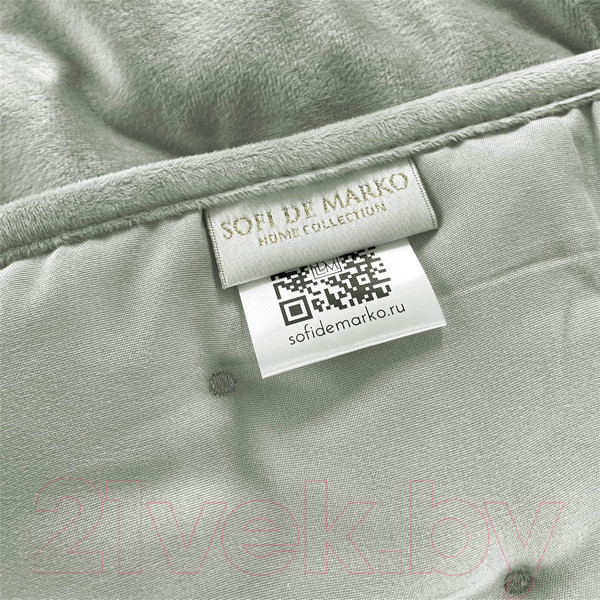 SOFI DE MARKO
HOME COLLECTION
sofidemarko.ru
21vek.by